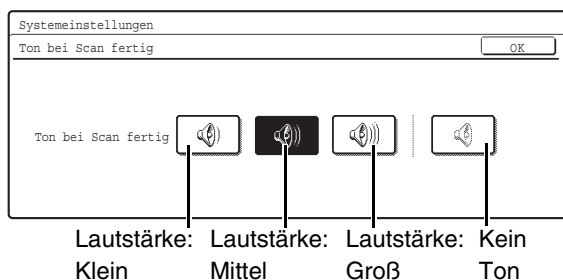 Systemeinstellungen
Ton bei Scan fertig
OK
Ton bei Scan fertig
Lautstärke: Lautstärke: Lautstärke: Kein
Klein Mittel Groß Ton